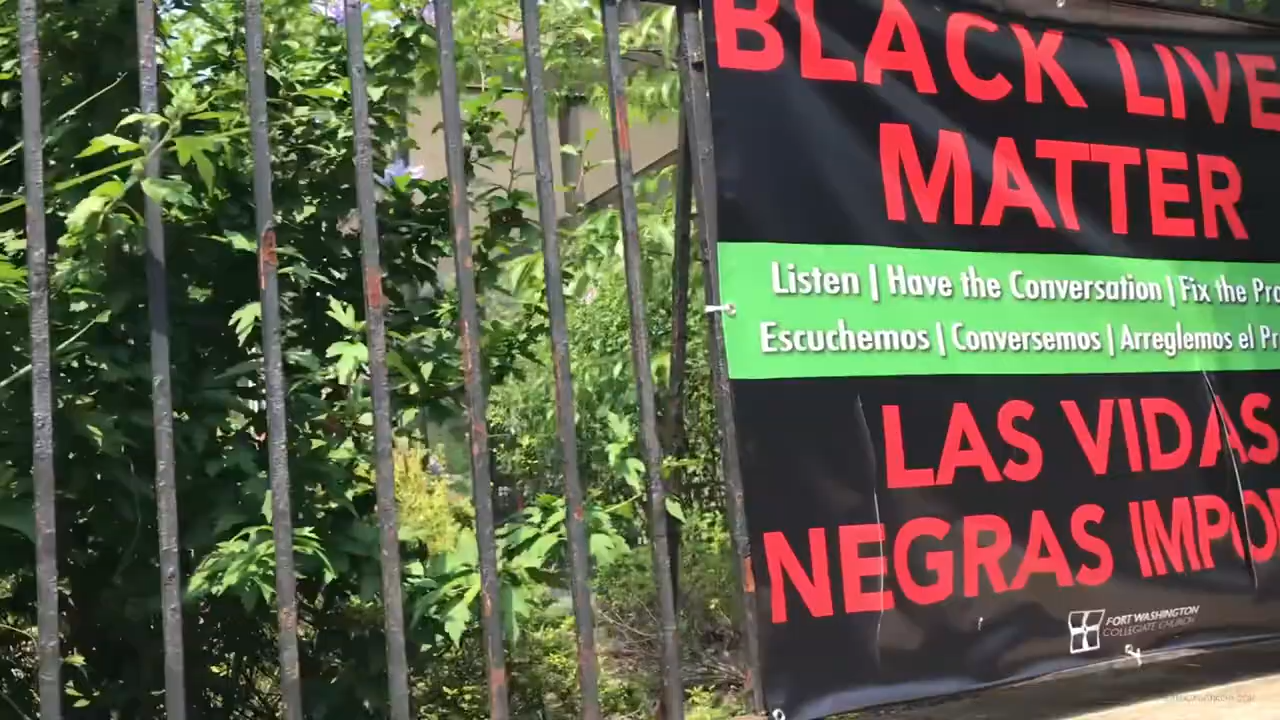 BLACK LIVE
MATTER
Listen | Have the Conversation | Fix the Pro
Escuchemos | Conversemos | Arreglemos el Pr
LAS VIDAS
NEGRAS IMPO
FORT WASHINGTON
COLLEGIATE CHURCH